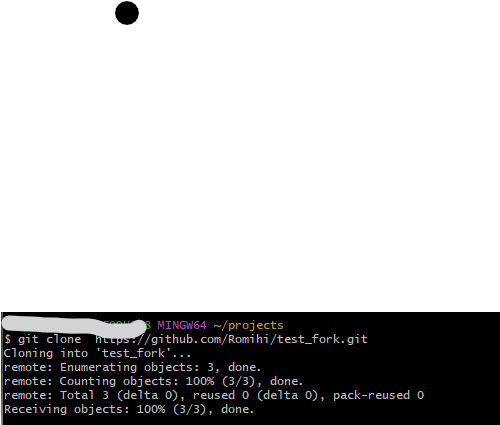 MINGW64 ~/projects
$ git clone  https://github.com/Romihi/test_fork.git
Cloning into 'test_fork'...
remote: Enumerating objects: 3, done.
remote: Counting objects: 100% (3/3), done.
remote: Total 3 (delta 0), reused 0 (delta 0), pack-reused 0
Receiving objects: 100% (3/3), done.